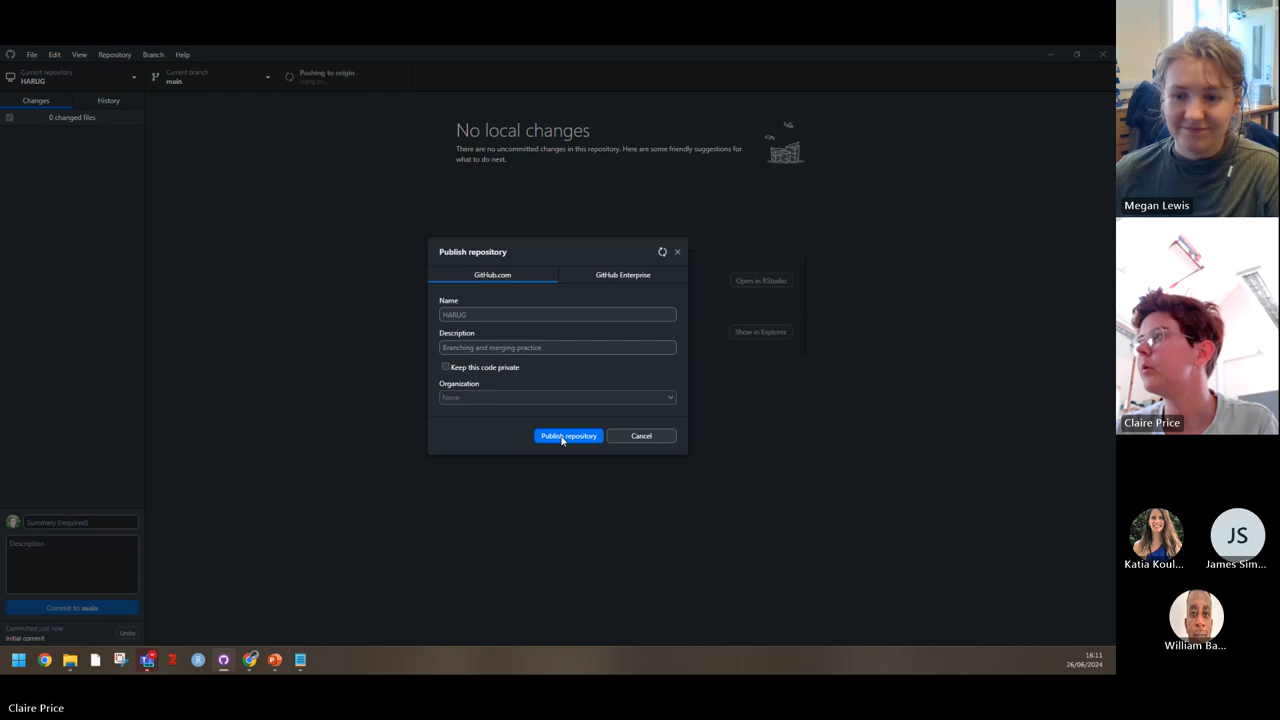 File Edit View Repository Branch Help
Current repository
HARUG
Current branch
main
Pushing to origin
Hang on...
Changes
History
0 changed files
No local changes
There are no uncommitted changes in this repository. Here are some friendly suggestions for
what to do next.
Publish repository
GitHub.com
GitHub Enterprise
Name
HARUG
Description
Branching and merging practice
Keep this code private
Organization
None
Publish repository
Cancel
Open in RStudio
Show in Explorer
Summary (required)
Description
Commit to main
Committed just now
Initial commit
Undo
16:11
26/06/2024
Claire Price
Megan Lewis
Claire Price
Katia Koul...
JS
James Sim...
William Ba...